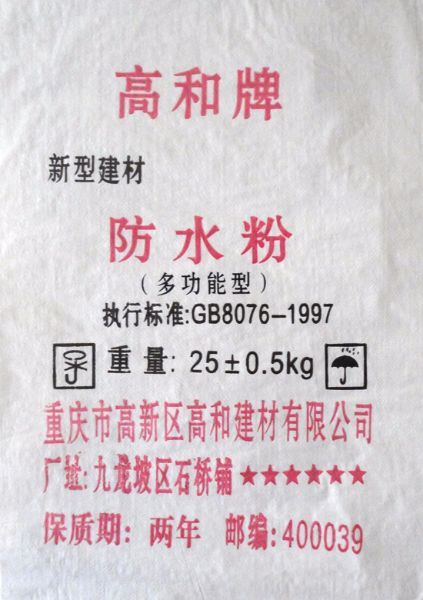 高和牌
新型建材
防水粉
(多功能型)
执行标准:GB8076-1997
重量: 25±0.5kg
重庆市高新区高和建材有限公司
厂址:九龙坡区石桥铺★★★★★★
保质期: 两年 邮编:400039